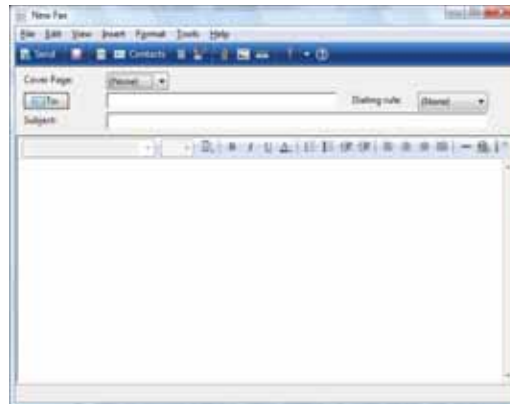 New Fax
File Edit View Insert Format Tools Help
Send Contacts
Cover Page: (None)
To: Dialing rule: (None)
Subject:
B I U A